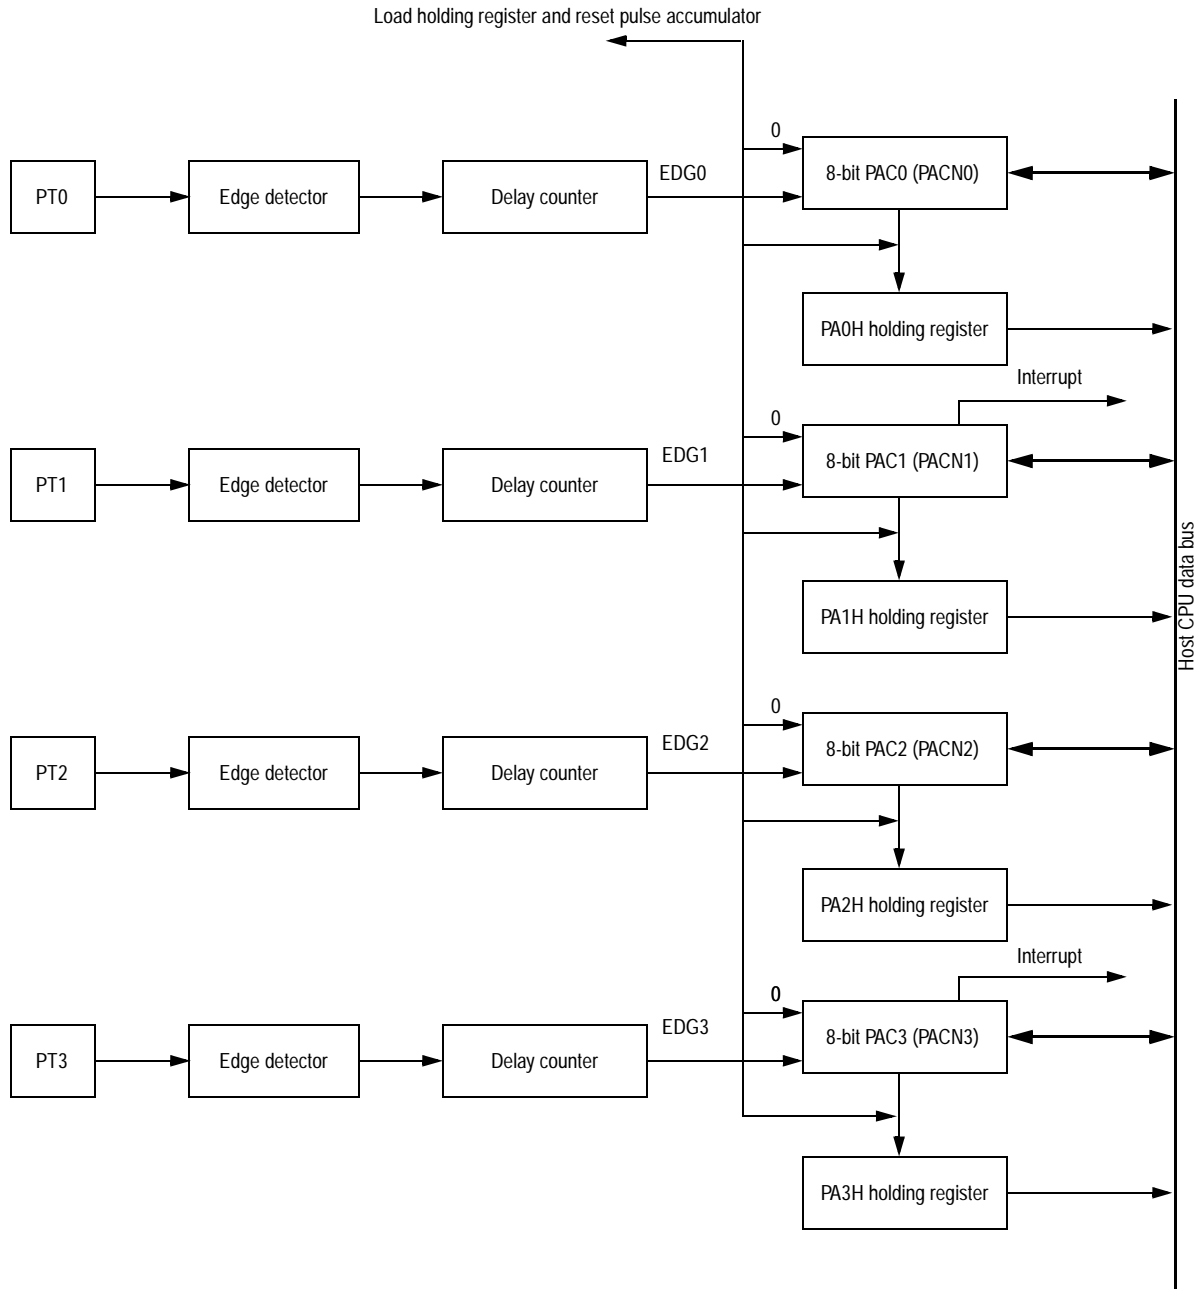 Load holding register and reset pulse accumulator
0
EDG0
PT0
Edge detector
Delay counter
8-bit PAC0 (PACN0)
PA0H holding register
Interrupt
0
EDG1
PT1
Edge detector
Delay counter
8-bit PAC1 (PACN1)
PA1H holding register
Host CPU data bus
0
EDG2
PT2
Edge detector
Delay counter
8-bit PAC2 (PACN2)
PA2H holding register
Interrupt
0
EDG3
PT3
Edge detector
Delay counter
8-bit PAC3 (PACN3)
PA3H holding register